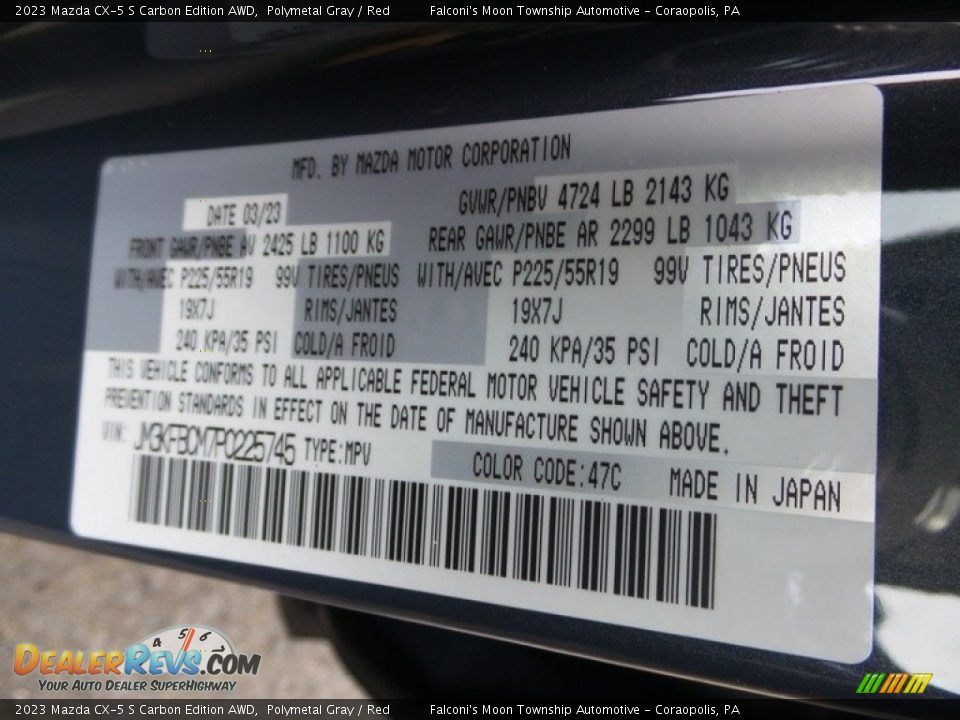 2023 Mazda CX-5 S Carbon Edition AWD, Polymetal Gray / Red Falconi's Moon Township Automotive - Coraopolis, PA
MFD. BY MAZDA MOTOR CORPORATION
DATE 03/23 GVWR/PNBV 4724 LB 2143 KG
FRONT GAWR/PNBE AV 2425 LB 1100 KG REAR GAWR/PNBE AR 2299 LB 1043 KG
WITH/AVEC P225/55R19 99V TIRES/PNEUS WITH/AVEC P225/55R19 99V TIRES/PNEUS
19X7J RIMS/JANTES 19X7J RIMS/JANTES
240 KPA/35 PSI COLD/A FROID 240 KPA/35 PSI COLD/A FROID
THIS VEHICLE CONFORMS TO ALL APPLICABLE FEDERAL MOTOR VEHICLE SAFETY AND THEFT
PREVENTION STANDARDS IN EFFECT ON THE DATE OF MANUFACTURE SHOWN ABOVE.
VIN: JM3KFBCM7P0225745 TYPE:MPV
COLOR CODE:47C MADE IN JAPAN
4 5 6
DealerRevs.com
Your Auto Dealer SuperHighway
2023 Mazda CX-5 S Carbon Edition AWD, Polymetal Gray / Red Falconi's Moon Township Automotive - Coraopolis, PA